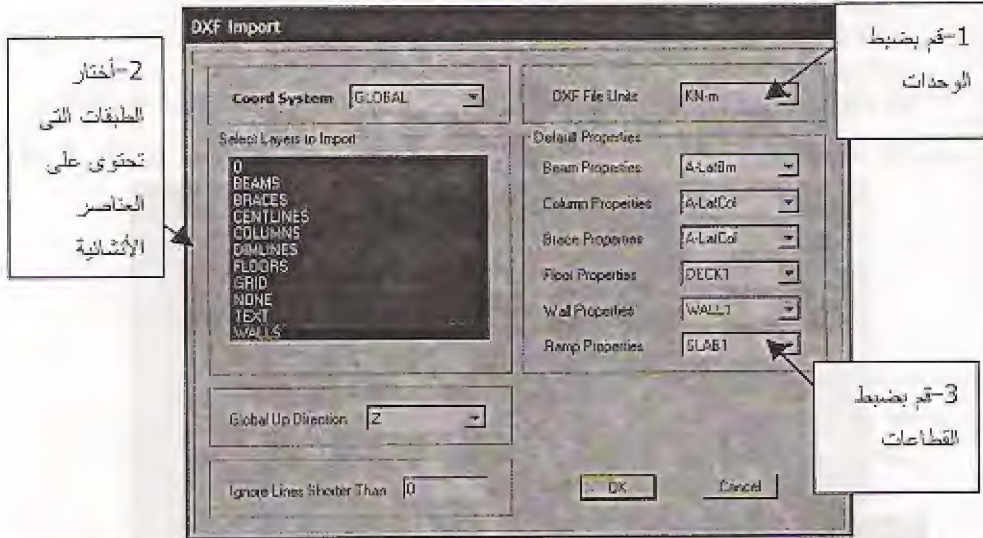 DXF Import
1-قم بضبط
الوحدات
2-أختار
الطبقات التى
تحتوى على
العناصر
الأنشائية
Coord System GLOBAL
DXF File Units KN-m
Select Layers to Import
0
BEAMS
BRACES
CENTLINES
COLUMNS
DIMLINES
FLOORS
GRID
NONE
TEXT
WALLS
Default Properties
Beam Properties A-LatBm
Column Properties A-LatCol
Brace Properties A-LatCol
Floor Properties DECK1
Wall Properties WALL1
Ramp Properties SLAB1
3-قم بضبط
القطاعات
Global Up Direction Z
Ignore Lines Shorter Than 0
OK
Cancel